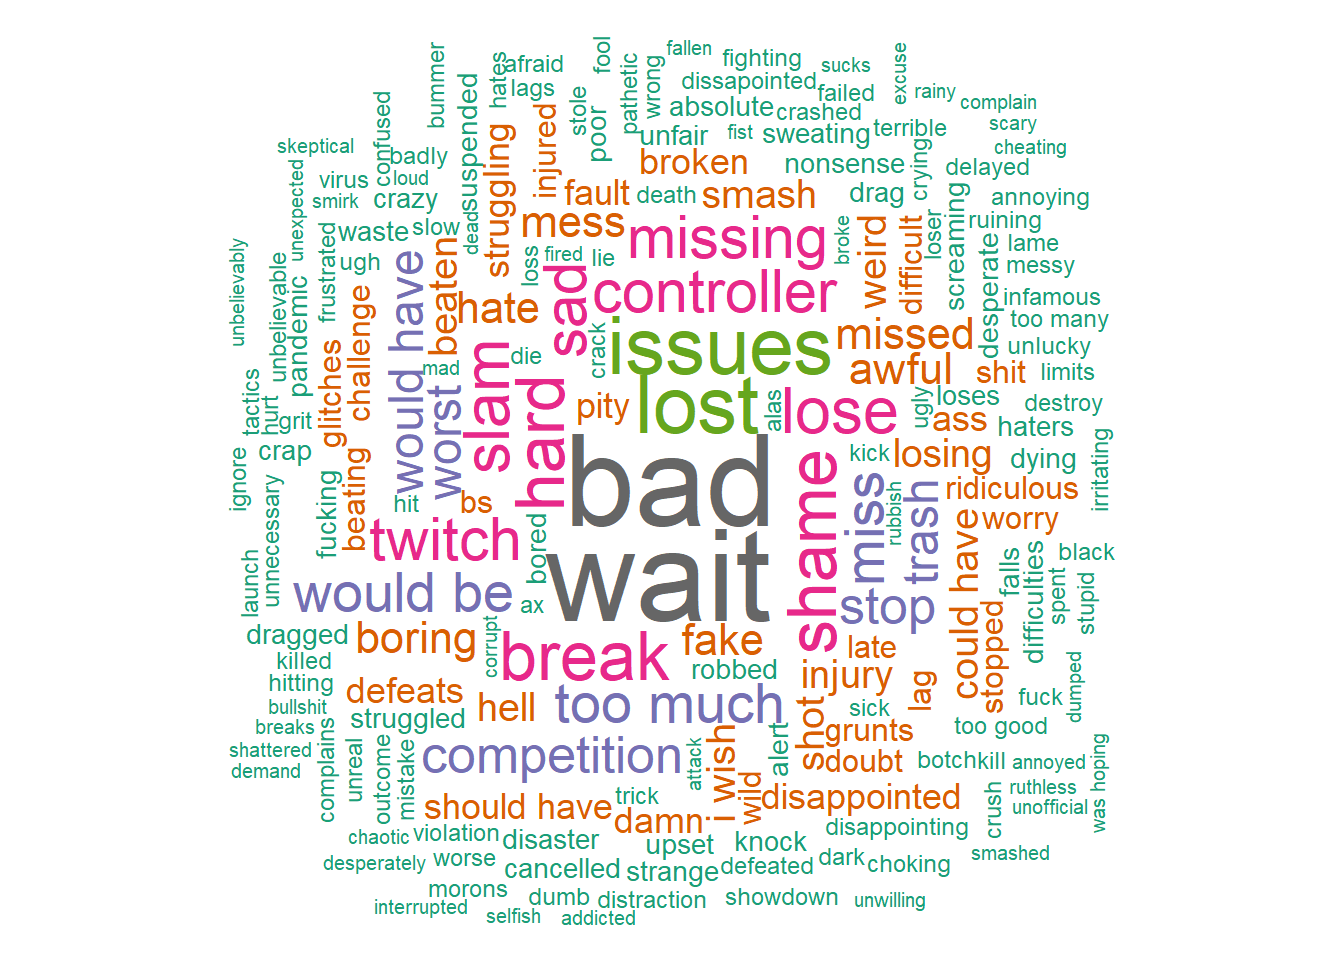 fallen
fool
bummer
hates
afraid
fighting
sucks
excuse
wrong
pathetic
dissapointed
lags
stole
failed
rainy
complain
confused
suspended
injured
poor
absolute
crashed
scary
skeptical
badly
struggling
unfair
fist
sweating
terrible
cheating
unexpected
virus
loud
broken
nonsense
crying
delayed
smirk
crazy
fault
death
smash
drag
annoying
waste
slow
dead
mess
missing
broke
weird
difficult
loser
screaming
ruining
unbelievably
unbelievable
frustrated
ugh
would have
beaten
loss
fired
lie
sad
controller
desperate
lame
messy
pandemic
challenge
hate
infamous
too many
glitches
mad
slam
die
crack
issues
missed
unlucky
tactics
hurt
grit
worst
hard
pity
lost
alas
lose
awful
shit
limits
ugly
loses
destroy
crap
beating
bad
shame
kick
losing
ass
haters
dying
ignore
fucking
hit
bs
miss
rubbish
trash
ridiculous
irritating
unnecessary
twitch
bored
wait
could have
worry
launch
would be
ax
stop
falls
difficulties
black
spent
stupid
dragged
boring
corrupt
break
fake
late
stopped
killed
robbed
hitting
defeats
hell
too much
injury
lag
fuck
dumped
bullshit
breaks
struggled
shot
sick
grunts
too good
shattered
complains
unreal
outcome
mistake
competition
attack
I wish
alert
doubt
botch
kill
annoyed
was hoping
demand
should have
trick
wild
disappointed
crush
ruthless
unofficial
chaotic
violation
disaster
damn
upset
knock
disappointing
desperately
worse
cancelled
strange
defeated
dark
choking
smashed
morons
dumb
distraction
showdown
unwilling
interrupted
selfish
addicted